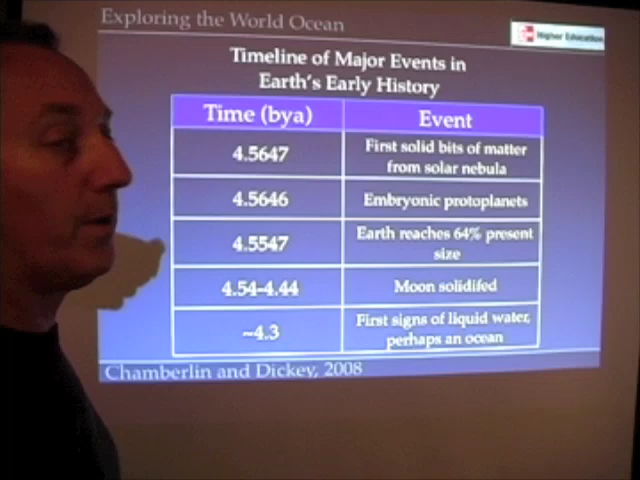 Exploring the World Ocean
Higher Education
Timeline of Major Events in
Earth's Early History
Time (bya)
Event
4.5647
First solid bits of matter
from solar nebula
4.5646
Embryonic protoplanets
4.5547
Earth reaches 64% present
size
4.54-4.44
Moon solidifed
~4.3
First signs of liquid water,
perhaps an ocean
Chamberlin and Dickey, 2008